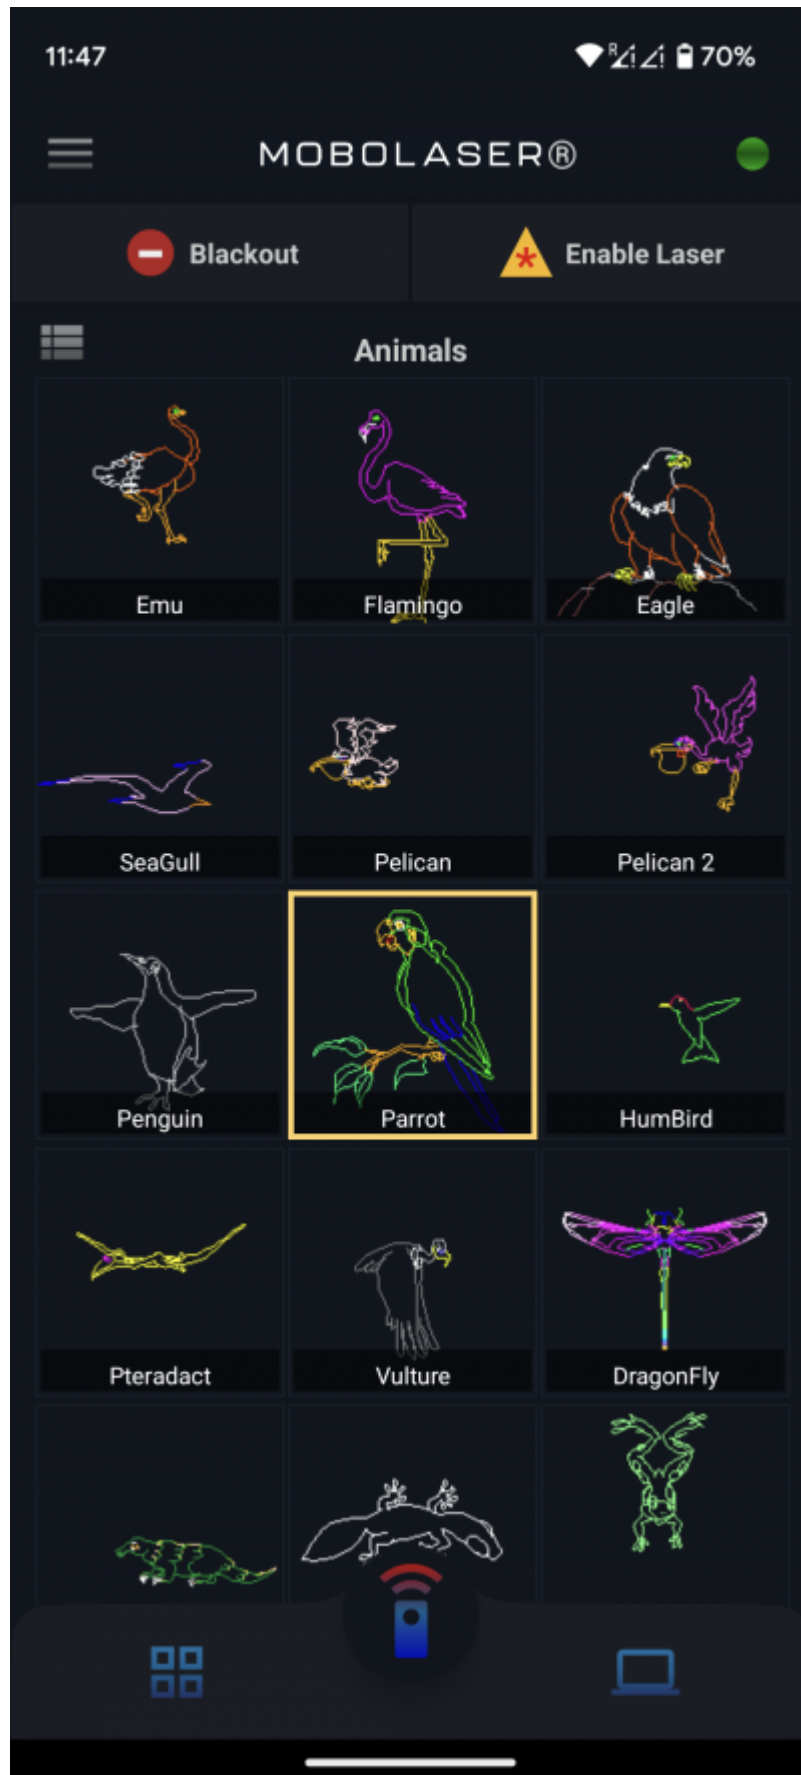 11:47 R 70%
MOBOLASER®
Blackout Enable Laser
Animals
Emu Flamingo Eagle
SeaGull Pelican Pelican 2
Penguin Parrot HumBird
Pteradact Vulture DragonFly